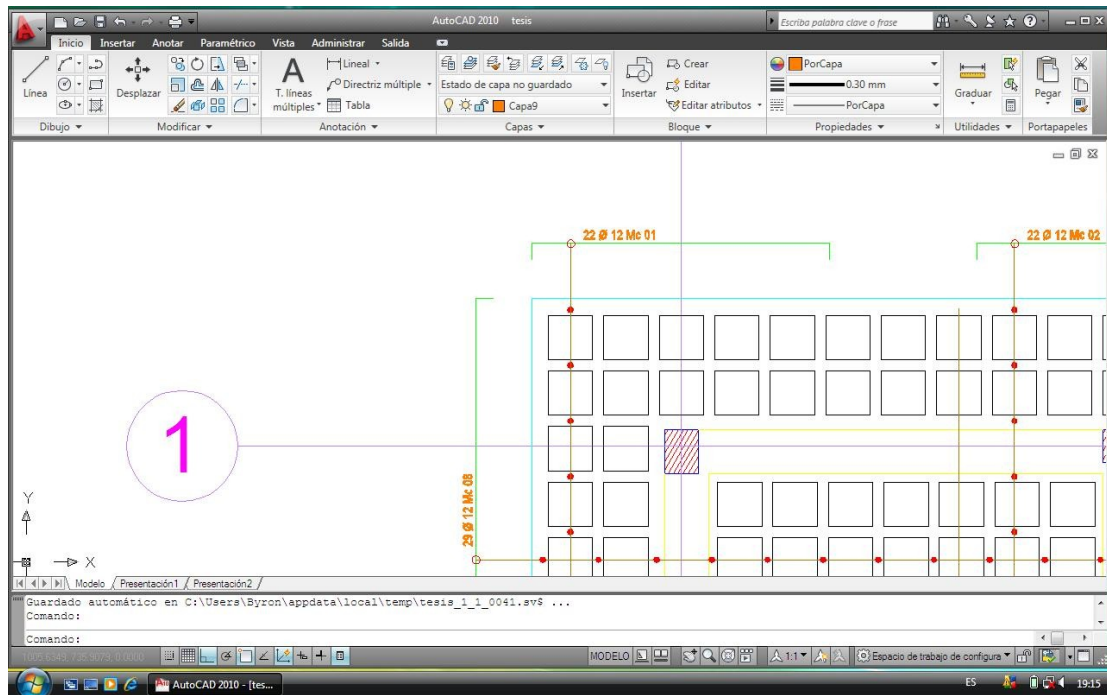 AutoCAD 2010 tesis
Escriba palabra clave o frase
Inicio Insertar Anotar Paramétrico Vista Administrar Salida
Línea
Desplazar
A
T. líneas múltiples
Lineal
Directriz múltiple
Tabla
Estado de capa no guardado
Capa9
Insertar
Crear
Editar
Editar atributos
PorCapa
0.30 mm
PorCapa
Graduar
Pegar
Dibujo Modificar Anotación Capas Bloque Propiedades Utilidades Portapapeles
22 Ø 12 Mc 01
22 Ø 12 Mc 02
1
29 Ø 12 Mc 08
Y
X
Modelo Presentación1 Presentación2
Guardado automático en C:\Users\Byron\appdata\local\temp\tesis_1_1_0041.sv$ ...
Comando:
Comando:
MODELO
1:1
Espacio de trabajo de configura
AutoCAD 2010 - [tes...
ES
19:15